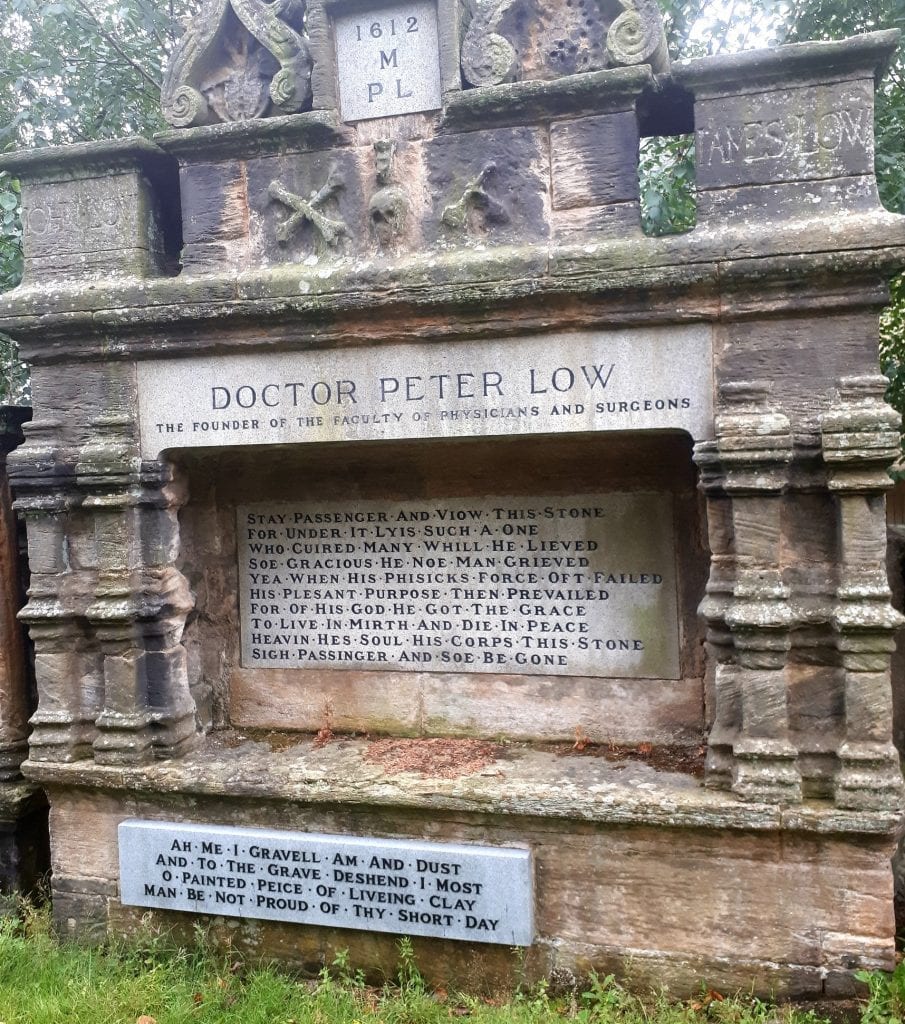 1612
M
PL
JOHN LOW
JAMES LOW
DOCTOR PETER LOW
THE FOUNDER OF THE FACULTY OF PHYSICIANS AND SURGEONS
STAY·PASSENGER·AND·VIOW·THIS·STONE
FOR·UNDER·IT·LYIS·SUCH·A·ONE
WHO·CUIRED·MANY·WHILL·HE·LIEVED
SOE·GRACIOUS·HE·NOE·MAN·GRIEVED
YEA·WHEN·HIS·PHISICKS·FORCE·OFT·FAILED
HIS·PLESANT·PURPOSE·THEN·PREVAILED
FOR·OF·HIS·GOD·HE·GOT·THE·GRACE
TO·LIVE·IN·MIRTH·AND·DIE·IN·PEACE
HEAVIN·HES·SOUL·HIS·CORPS·THIS·STONE
SIGH·PASSINGER·AND·SOE·BE·GONE
AH·ME·I·GRAVELL·AM·AND·DUST
AND·TO·THE·GRAVE·DESHEND·I·MOST
O·PAINTED·PEICE·OF·LIVEING·CLAY
MAN·BE·NOT·PROUD·OF·THY·SHORT·DAY